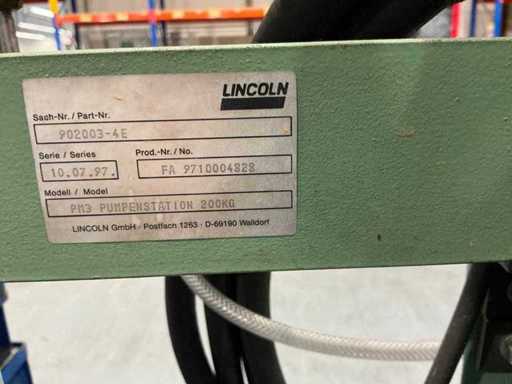 LINCOLN
Sach-Nr. / Part-Nr.
902003-4E
Serie / Series
Prod.-Nr. / No.
10.07.97.
FA 9710004828
Modell / Model
PM3 PUMPENSTATION 200KG
LINCOLN GmbH · Postfach 1263 · D-69190 Walldorf